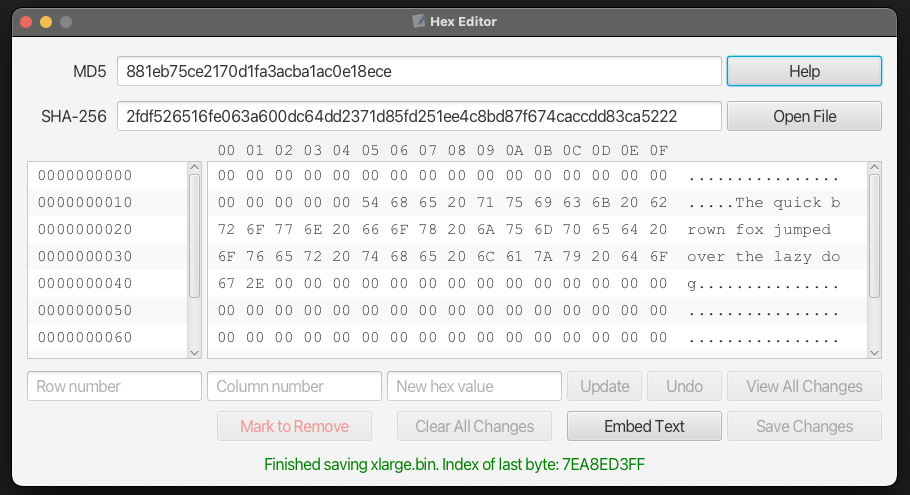 Hex Editor
MD5 881eb75ce2170d1fa3acba1ac0e18ece Help
SHA-256 2fdf526516fe063a600dc64dd2371d85fd251ee4c8bd87f674caccdd83ca5222 Open File
00 01 02 03 04 05 06 07 08 09 0A 0B 0C 0D 0E 0F
0000000000 00 00 00 00 00 00 00 00 00 00 00 00 00 00 00 00 ................
0000000010 00 00 00 00 00 54 68 65 20 71 75 69 63 6B 20 62 .....The quick b
0000000020 72 6F 77 6E 20 66 6F 78 20 6A 75 6D 70 65 64 20 rown fox jumped
0000000030 6F 76 65 72 20 74 68 65 20 6C 61 7A 79 20 64 6F over the lazy do
0000000040 67 2E 00 00 00 00 00 00 00 00 00 00 00 00 00 00 g...............
0000000050 00 00 00 00 00 00 00 00 00 00 00 00 00 00 00 00 ................
0000000060 00 00 00 00 00 00 00 00 00 00 00 00 00 00 00 00 ................
Row number Column number New hex value Update Undo View All Changes
Mark to Remove Clear All Changes Embed Text Save Changes
Finished saving xlarge.bin. Index of last byte: 7EA8ED3FF